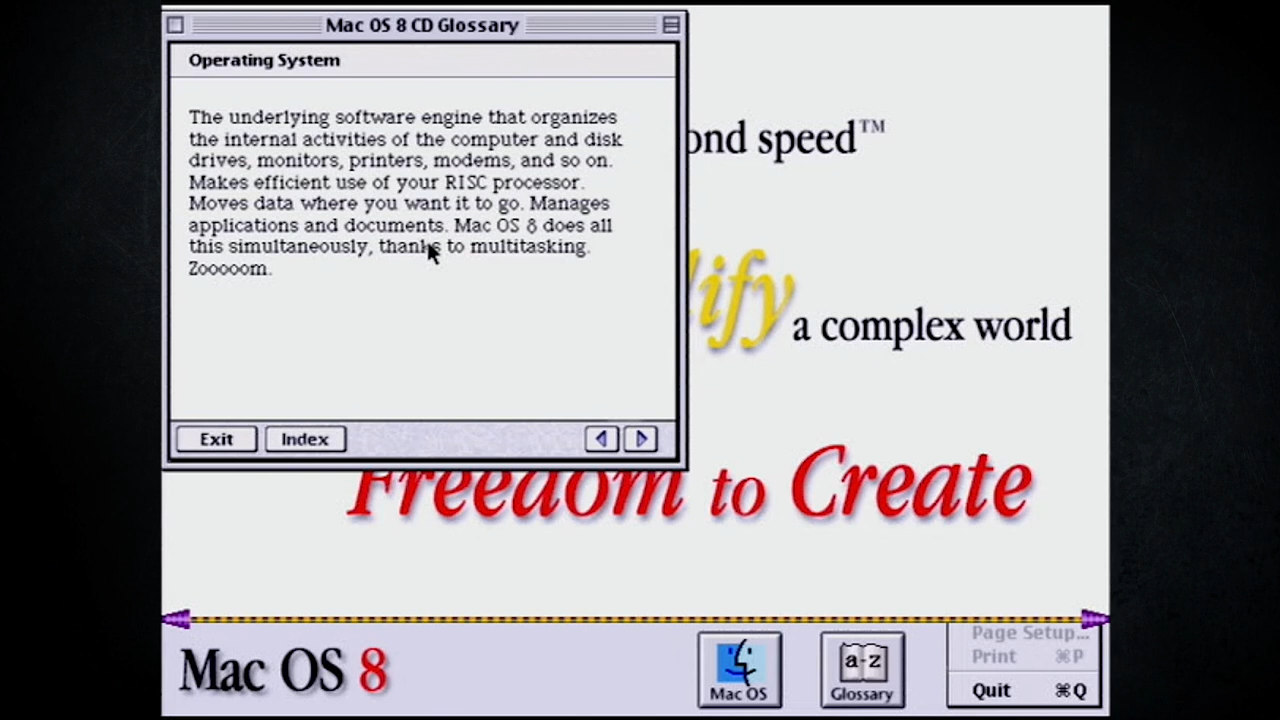 Mac OS 8 CD Glossary
Operating System
The underlying software engine that organizes
the internal activities of the computer and disk
drives, monitors, printers, modems, and so on.
Makes efficient use of your RISC processor.
Moves data where you want it to go. Manages
applications and documents. Mac OS 8 does all
this simultaneously, thanks to multitasking.
Zooooom.
Exit
Index
ond speed™
lify
a complex world
Freedom to Create
Mac OS 8
Mac OS
a-z
Glossary
Page Setup...
Print ⌘P
Quit ⌘Q